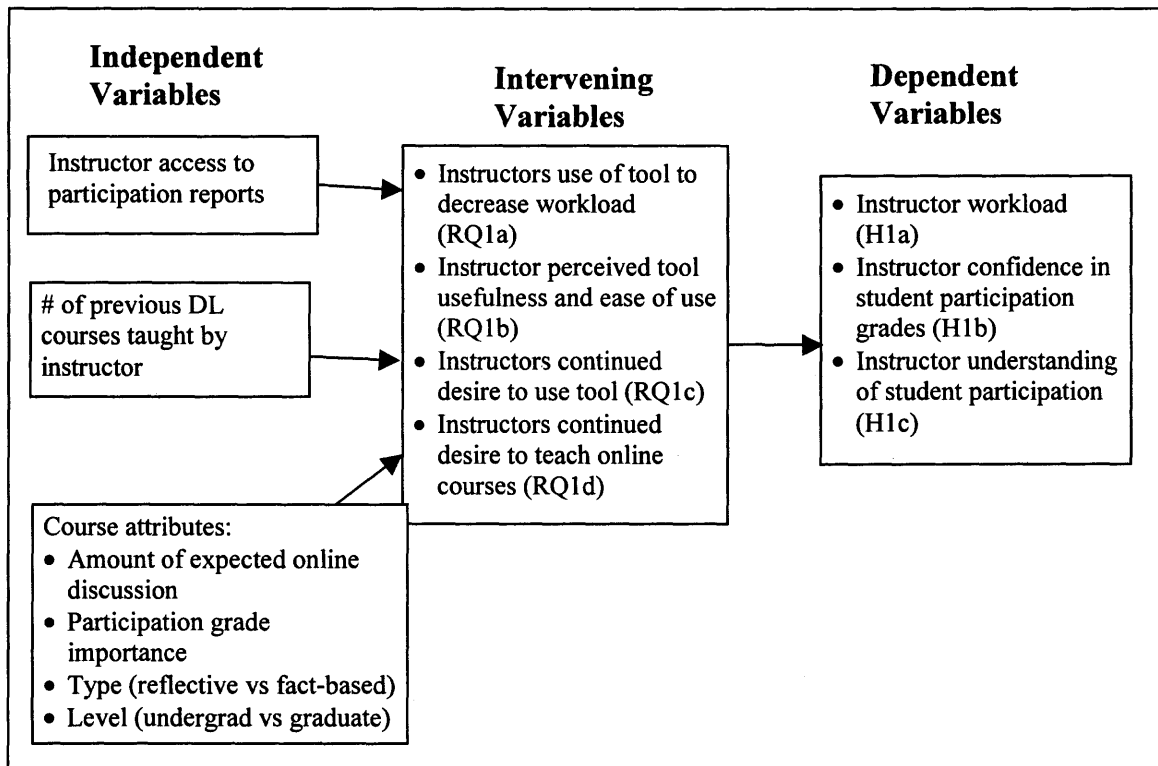 Independent
Variables
Instructor access to
participation reports
# of previous DL
courses taught by
instructor
Course attributes:
• Amount of expected online
discussion
• Participation grade
importance
• Type (reflective vs fact-based)
• Level (undergrad vs graduate)
Intervening
Variables
• Instructors use of tool to
decrease workload
(RQ1a)
• Instructor perceived tool
usefulness and ease of use
(RQ1b)
• Instructors continued
desire to use tool (RQ1c)
• Instructors continued
desire to teach online
courses (RQ1d)
Dependent
Variables
• Instructor workload
(H1a)
• Instructor confidence in
student participation
grades (H1b)
• Instructor understanding
of student participation
(H1c)